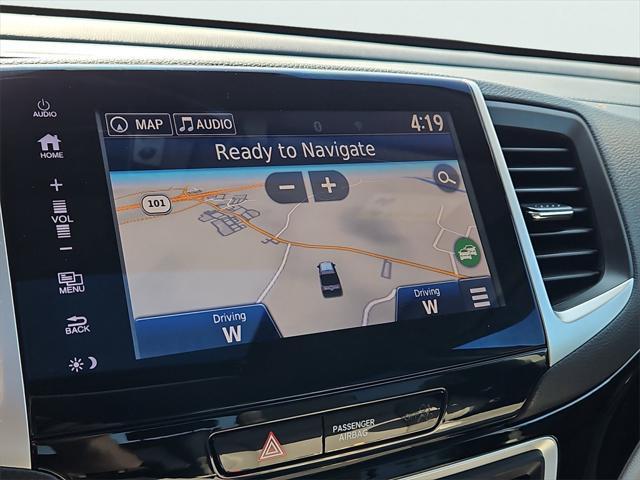 AUDIO
HOME
+
VOL
−
MENU
BACK
MAP
AUDIO
4:19
Ready to Navigate
− +
101
Driving
W
Driving
W
PASSENGER
AIRBAG